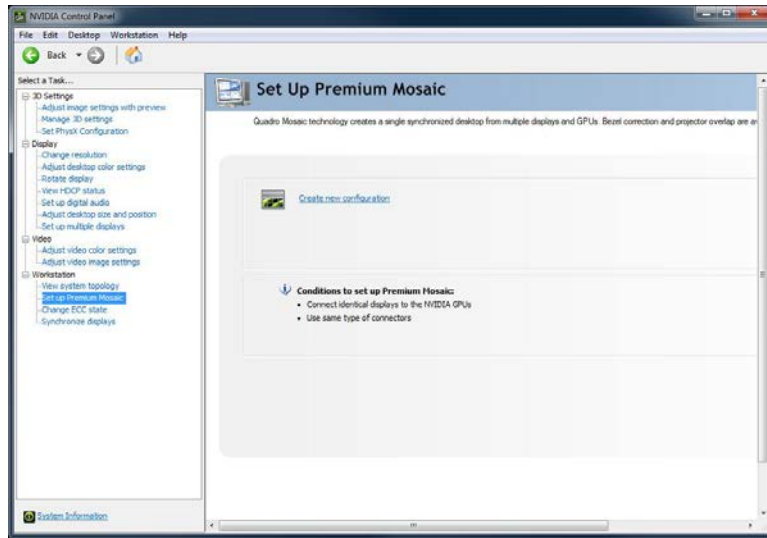 NVIDIA Control Panel
File Edit Desktop Workstation Help
Back
Select a Task...
3D Settings
Adjust image settings with preview
Manage 3D settings
Set PhysX Configuration
Display
Change resolution
Adjust desktop color settings
Rotate display
View HDCP status
Set up digital audio
Adjust desktop size and position
Set up multiple displays
Video
Adjust video color settings
Adjust video image settings
Workstation
View system topology
Set up Premium Mosaic
Change ECC state
Synchronize displays
System Information
Set Up Premium Mosaic
Quadro Mosaic technology creates a single synchronized desktop from multiple displays and GPUs. Bezel correction and projector overlap are
Create new configuration
Conditions to set up Premium Mosaic:
• Connect identical displays to the NVIDIA GPUs
• Use same type of connectors